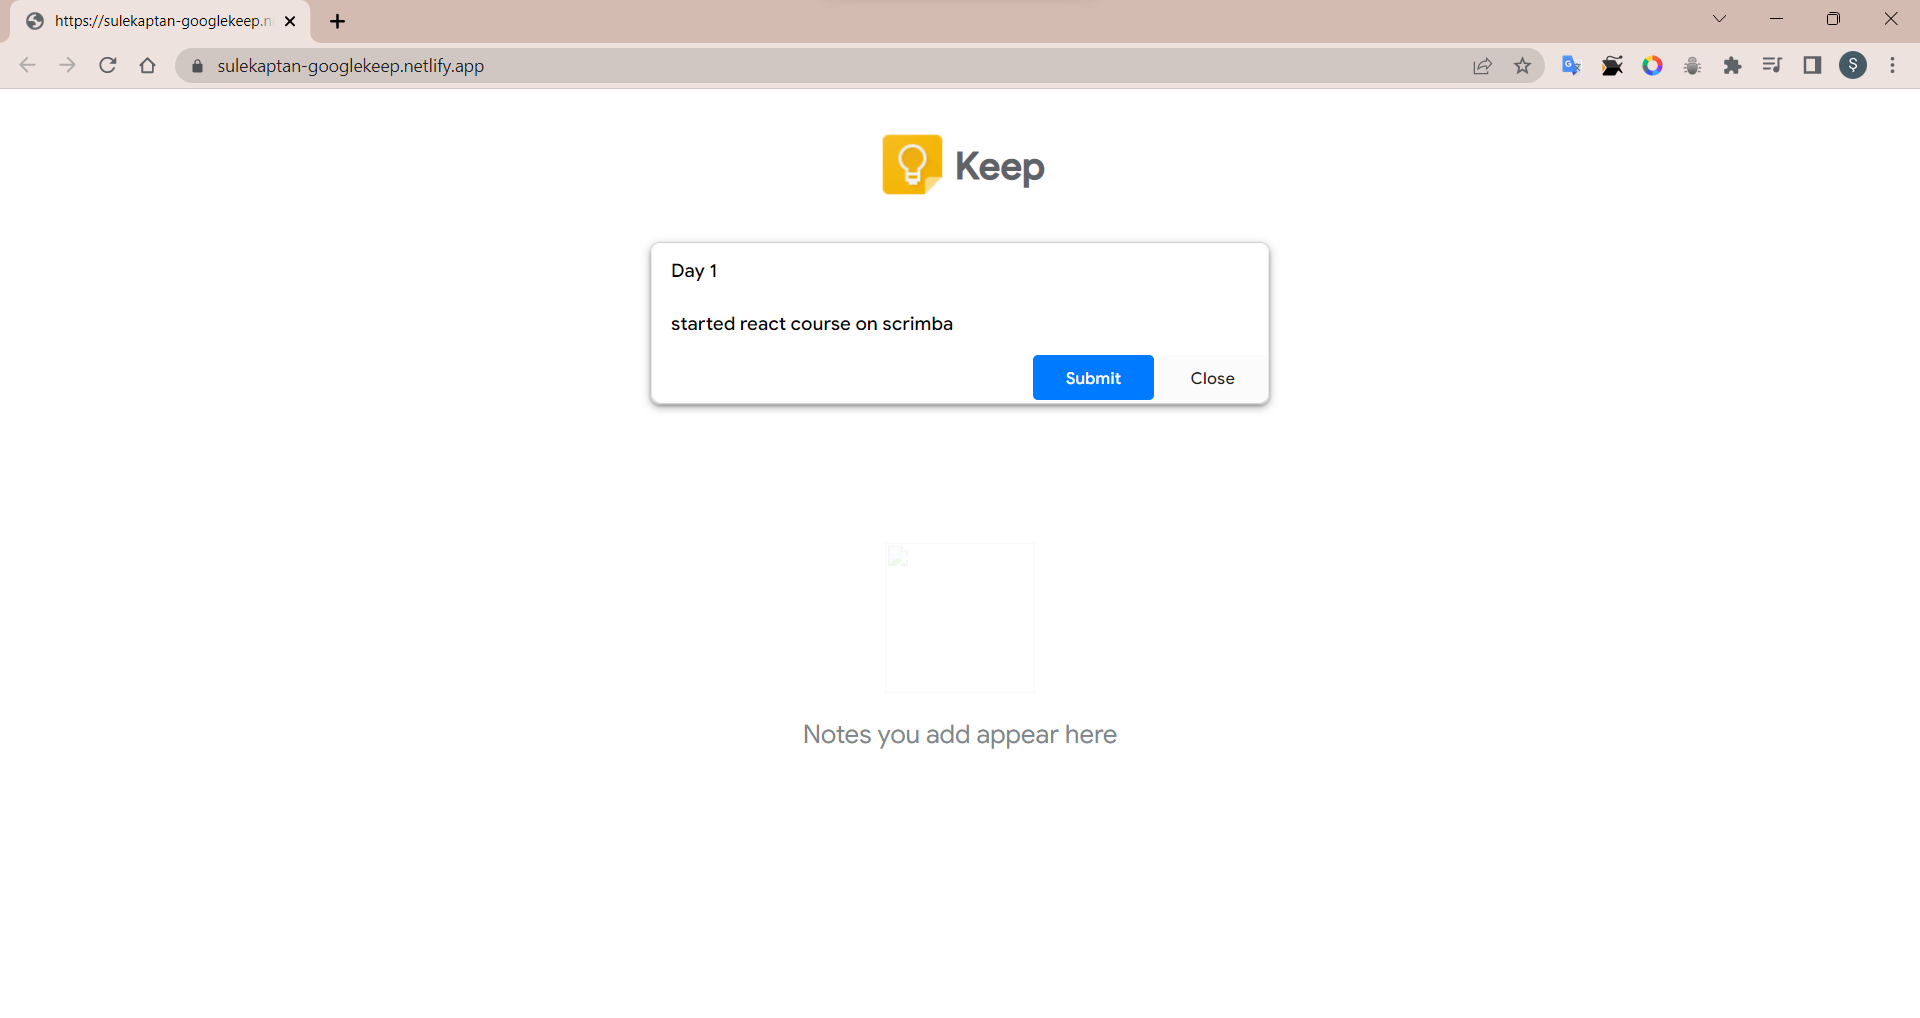 https://sulekaptan-googlekeep.n
sulekaptan-googlekeep.netlify.app
Ş
Keep
Day 1
started react course on scrimba
Submit Close
Notes you add appear here